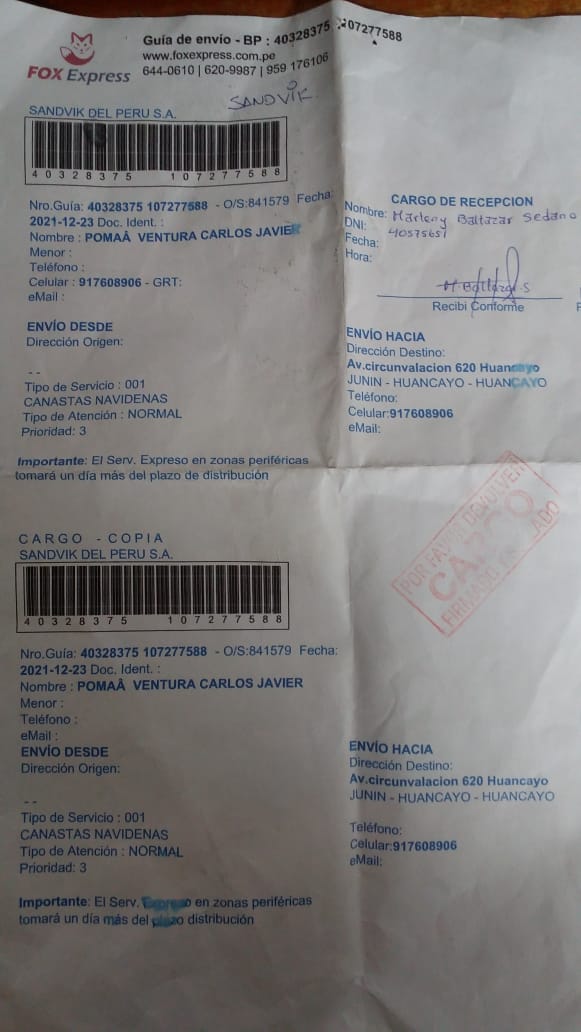 FOX Express
Guía de envío - BP : 40328375 107277588
www.foxexpress.com.pe
644-0610 | 620-9987 | 959 176106
SANDVIK
SANDVIK DEL PERU S.A.
40328375 107277588
Nro.Guía: 40328375 107277588 - O/S:841579 Fecha:
2021-12-23 Doc. Ident. :
Nombre : POMAÂ VENTURA CARLOS JAVIER
Menor :
Teléfono :
Celular : 917608906 - GRT:
eMail :
CARGO DE RECEPCION
Nombre: Marleny Baltazar Sedano
DNI: 40575651
Fecha:
Hora:
Recibi Conforme
ENVÍO DESDE
Dirección Origen:
- -
Tipo de Servicio : 001
CANASTAS NAVIDENAS
Tipo de Atención : NORMAL
Prioridad: 3
ENVÍO HACIA
Dirección Destino:
Av.circunvalacion 620 Huancayo
JUNIN - HUANCAYO - HUANCAYO
Teléfono:
Celular:917608906
eMail:
Importante: El Serv. Expreso en zonas periféricas
tomará un día más del plazo de distribución
POR FAVOR DEVOLVER
CARGO
FIRMADO
CARGO - COPIA
SANDVIK DEL PERU S.A.
40328375 107277588
Nro.Guía: 40328375 107277588 - O/S:841579 Fecha:
2021-12-23 Doc. Ident. :
Nombre : POMAÂ VENTURA CARLOS JAVIER
Menor :
Teléfono :
eMail :
ENVÍO DESDE
Dirección Origen:
- -
Tipo de Servicio : 001
CANASTAS NAVIDENAS
Tipo de Atención : NORMAL
Prioridad: 3
ENVÍO HACIA
Dirección Destino:
Av.circunvalacion 620 Huancayo
JUNIN - HUANCAYO - HUANCAYO
Teléfono:
Celular:917608906
eMail:
Importante: El Serv. Expreso en zonas periféricas
tomará un día más del plazo distribución